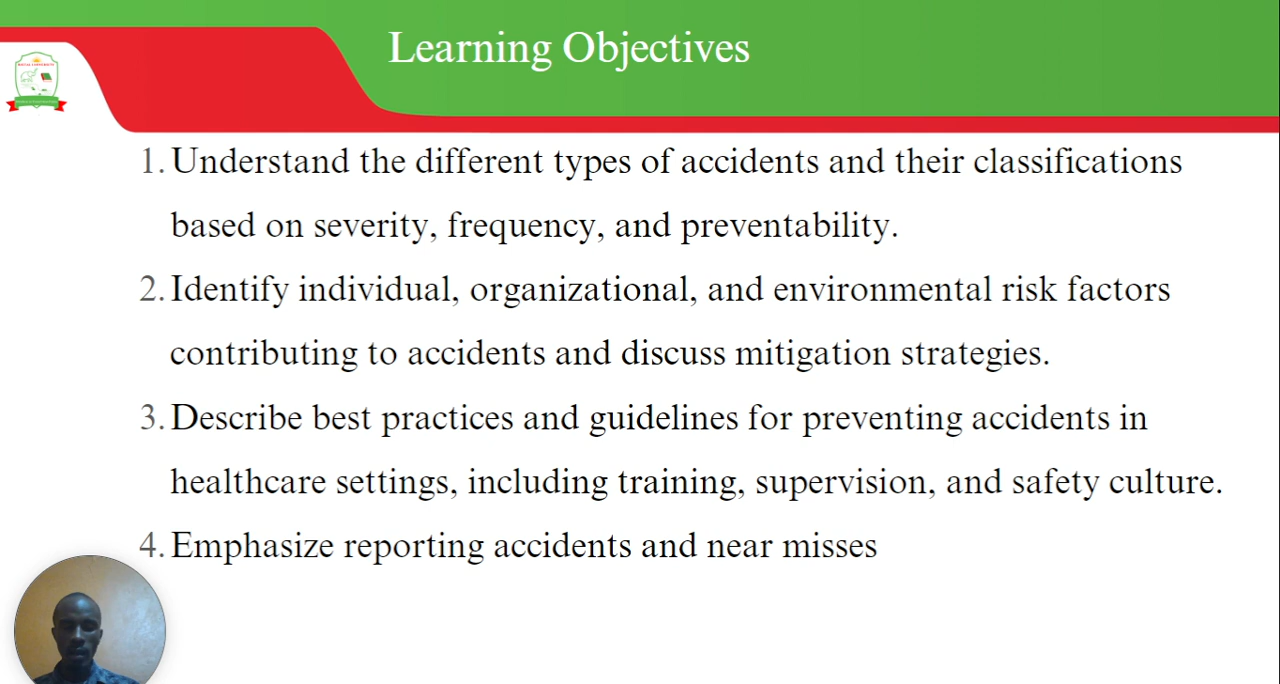 Learning Objectives
1. Understand the different types of accidents and their classifications
based on severity, frequency, and preventability.
2. Identify individual, organizational, and environmental risk factors
contributing to accidents and discuss mitigation strategies.
3. Describe best practices and guidelines for preventing accidents in
healthcare settings, including training, supervision, and safety culture.
4. Emphasize reporting accidents and near misses